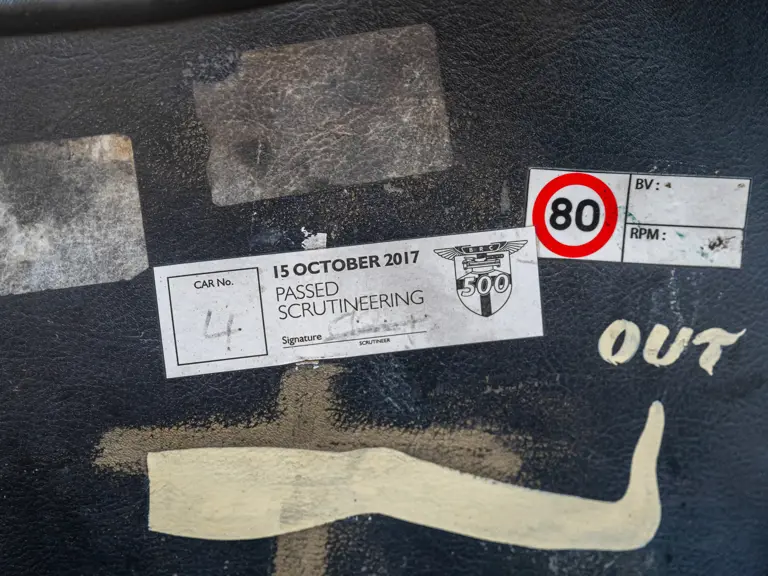 15 OCTOBER 2017
CAR No.
PASSED
SCRUTINEERING
4
Signature
SCRUTINEER
500
80
BV :
RPM :
OUT